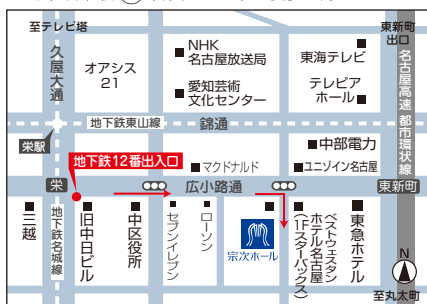 至テレビ塔
東新町
出口
久屋大通
オアシス
21
■NHK
名古屋放送局
■愛知芸術
文化センター
東海テレビ
■
テレピア
ホール■
名古屋高速 都市環状線
地下鉄東山線
錦通
栄駅
■中部電力
地下鉄12番出入口
■マクドナルド
■ユニゾイン名古屋
栄
広小路通
東新町
■三越
地下鉄名城線
■旧中日ビル
■中区役所
■セブンイレブン
■ローソン
■
宗次ホール
■(1Fスターバックス)
ホテル名古屋
ベストウェスタン
■東急ホテル
N
至丸太町